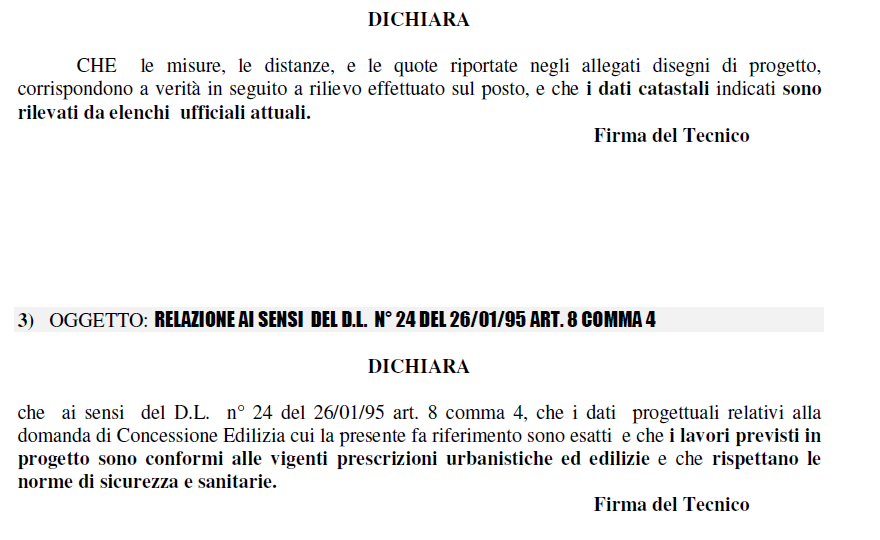 DICHIARA
CHE le misure, le distanze, e le quote riportate negli allegati disegni di progetto,
corrispondono a verità in seguito a rilievo effettuato sul posto, e che i dati catastali indicati sono
rilevati da elenchi ufficiali attuali.
Firma del Tecnico
3) OGGETTO: RELAZIONE AI SENSI DEL D.L. N° 24 DEL 26/01/95 ART. 8 COMMA 4
DICHIARA
che ai sensi del D.L. n° 24 del 26/01/95 art. 8 comma 4, che i dati progettuali relativi alla
domanda di Concessione Edilizia cui la presente fa riferimento sono esatti e che i lavori previsti in
progetto sono conformi alle vigenti prescrizioni urbanistiche ed edilizie e che rispettano le
norme di sicurezza e sanitarie.
Firma del Tecnico